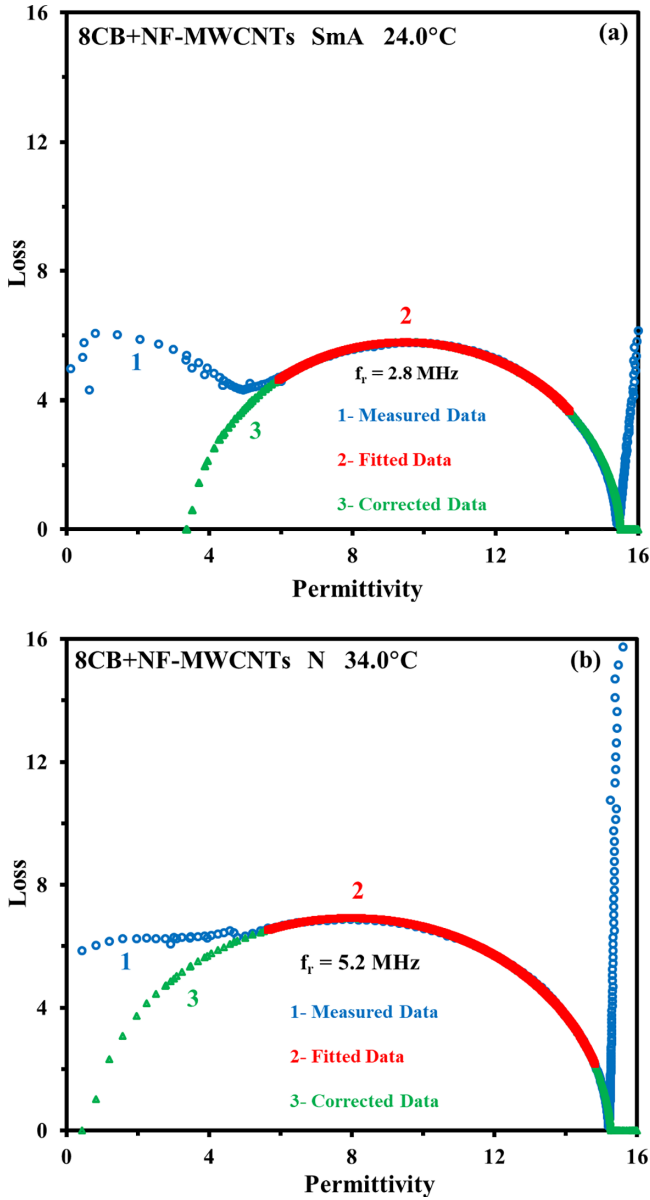 16
8CB+NF-MWCNTs SmA 24.0°C (a)
12
Loss
8
2
1
fᵣ = 2.8 MHz
4
3
1- Measured Data
2- Fitted Data
3- Corrected Data
0
0 4 8 12 16
Permittivity
16
8CB+NF-MWCNTs N 34.0°C (b)
12
Loss
8
2
1
fᵣ = 5.2 MHz
3
4
1- Measured Data
2- Fitted Data
3- Corrected Data
0
0 4 8 12 16
Permittivity